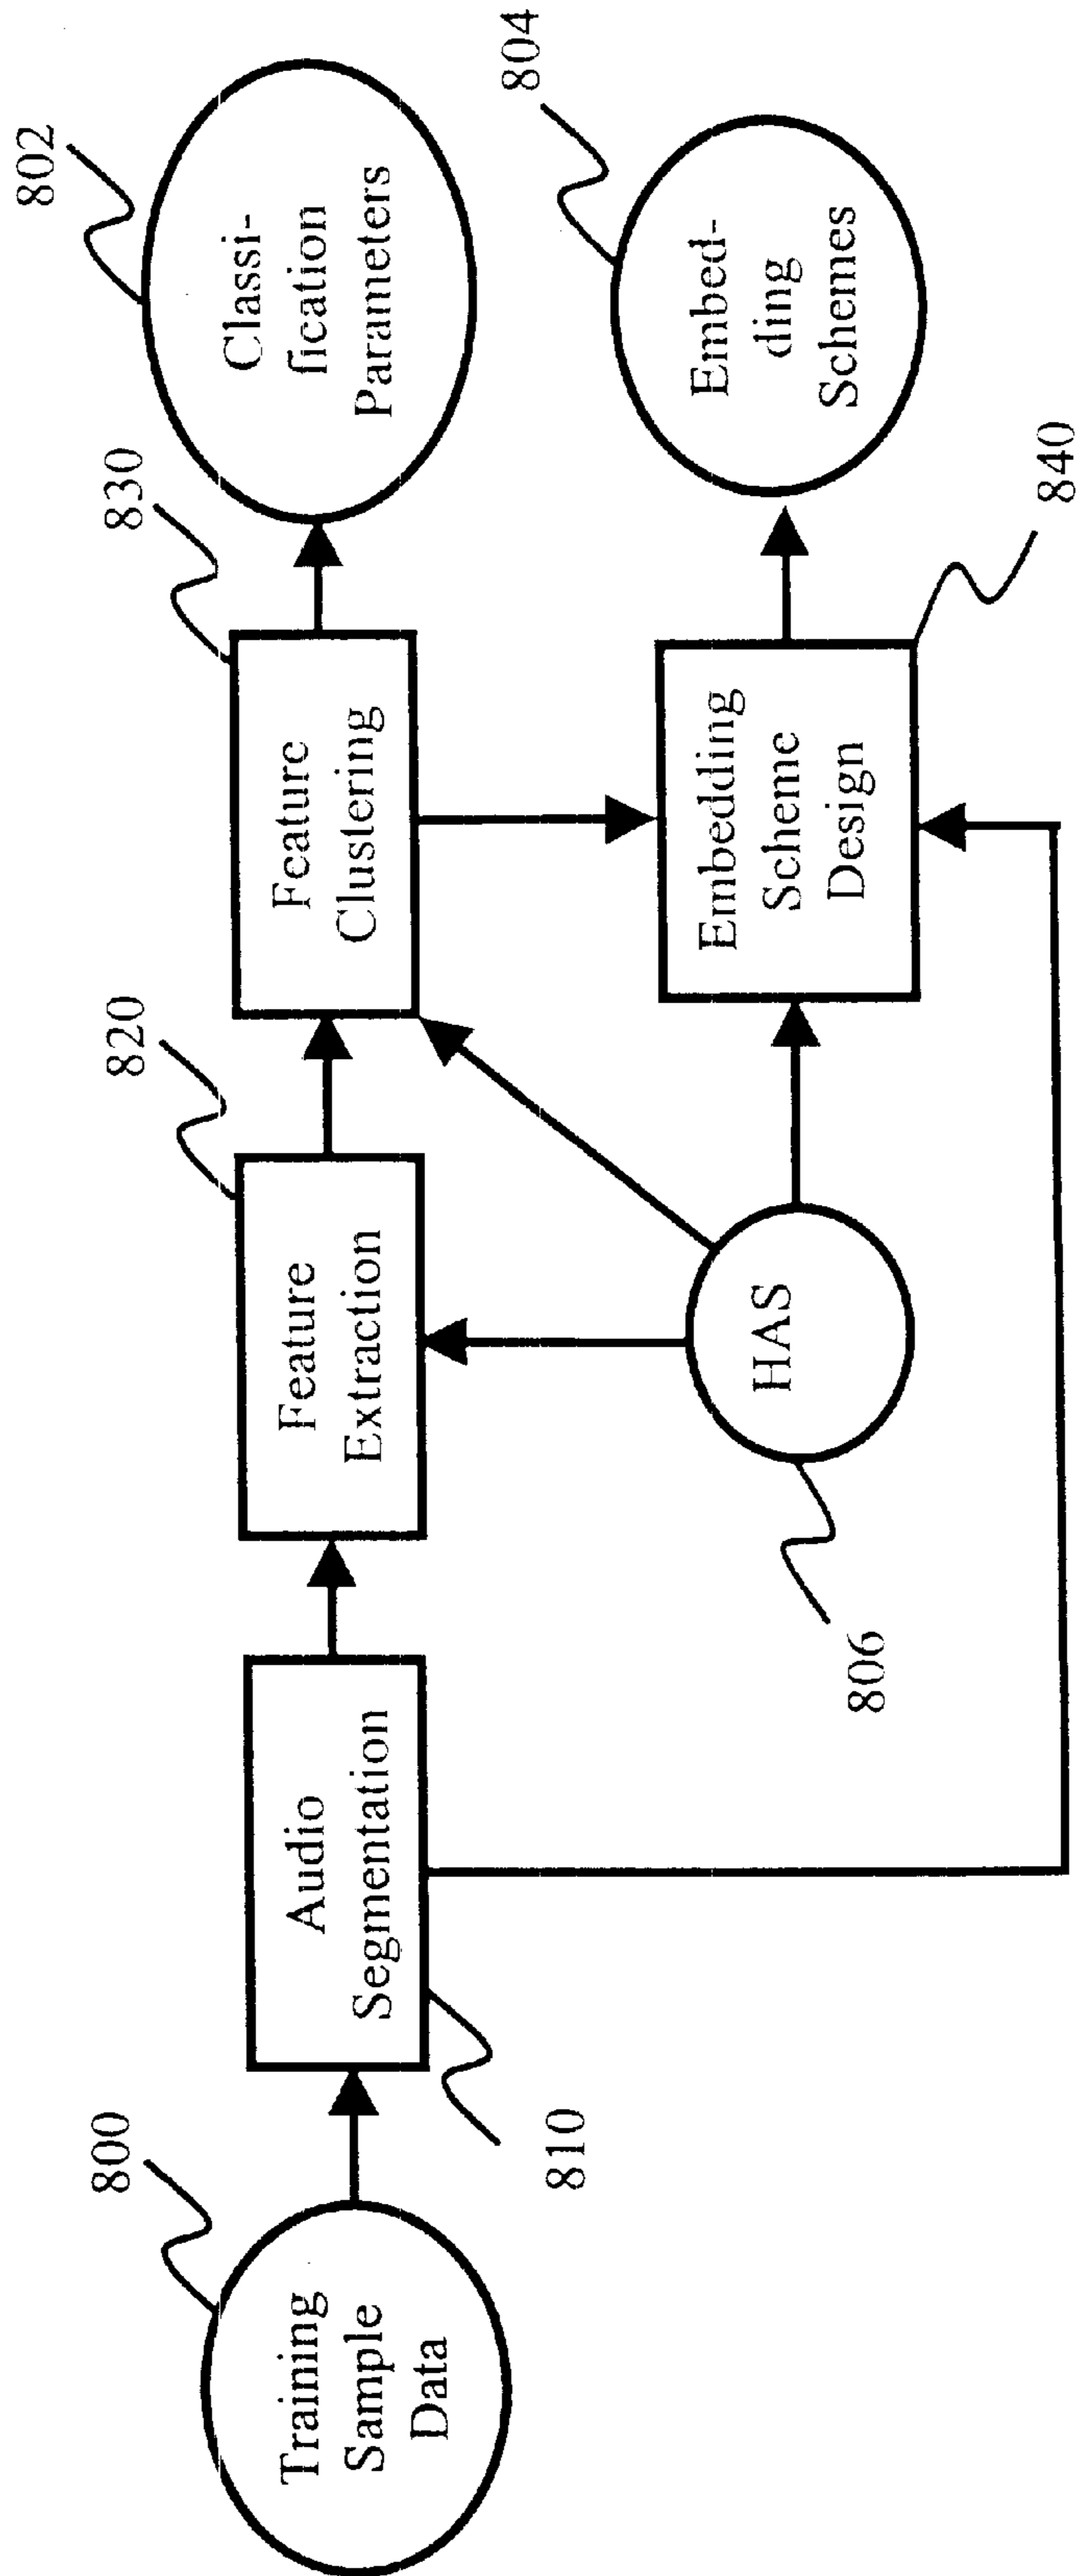 800
Training
Sample
Data
810
Audio
Segmentation
820
Feature
Extraction
830
Feature
Clustering
802
Classi-
fication
Parameters
806
HAS
840
Embedding
Scheme
Design
804
Embed-
ding
Schemes